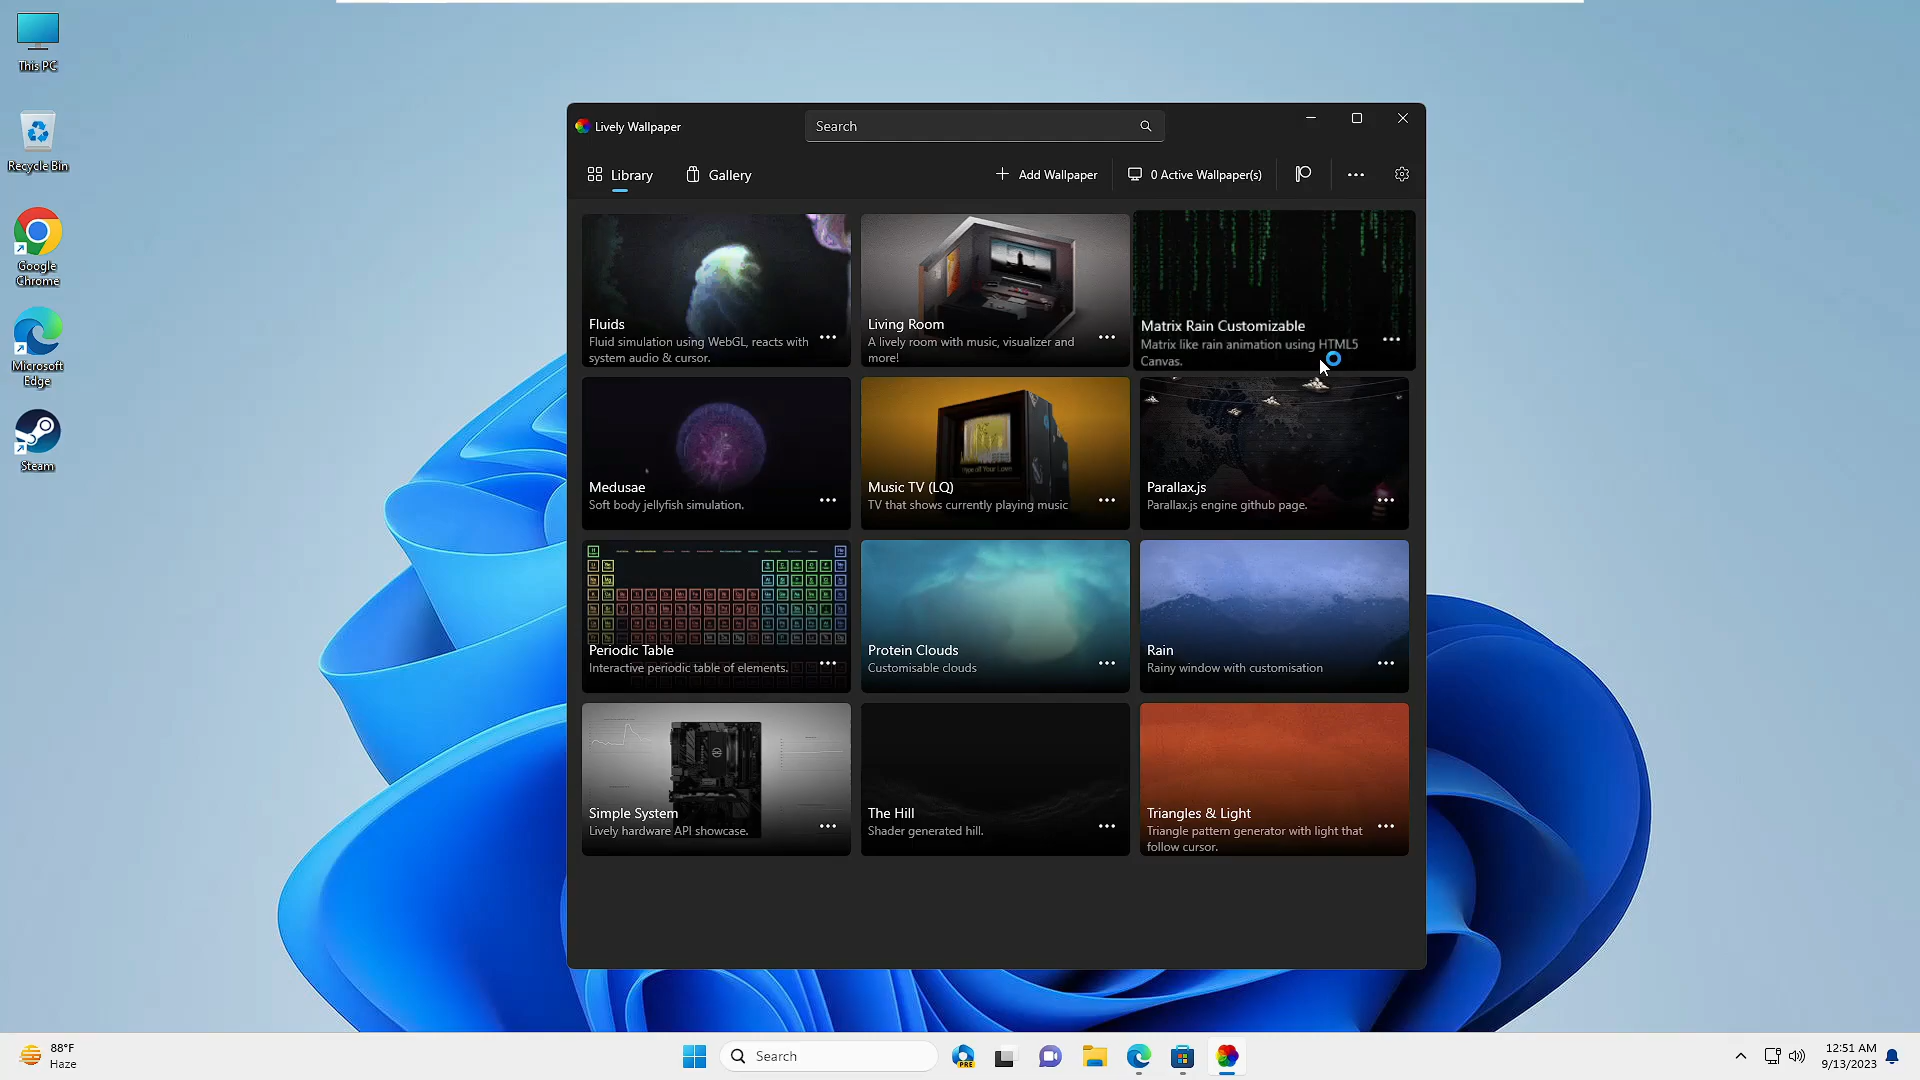 This PC
Recycle Bin
Google
Chrome
Microsoft
Edge
Steam
Lively Wallpaper
Search
Library
Gallery
Add Wallpaper
0 Active Wallpaper(s)
Fluids
Fluid simulation using WebGL, reacts with
system audio & cursor.
Living Room
A lively room with music, visualizer and
more!
Matrix Rain Customizable
Matrix like rain animation using HTML5
Canvas.
Medusae
Soft body jellyfish simulation.
Music TV (LQ)
TV that shows currently playing music
Parallax.js
Parallax.js engine github page.
Periodic Table
Interactive periodic table of elements.
Protein Clouds
Customisable clouds
Rain
Rainy window with customisation
Simple System
Lively hardware API showcase.
The Hill
Shader generated hill.
Triangles & Light
Triangle pattern generator with light that
follow cursor.
88°F
Haze
Search
PRE
12:51 AM
9/13/2023